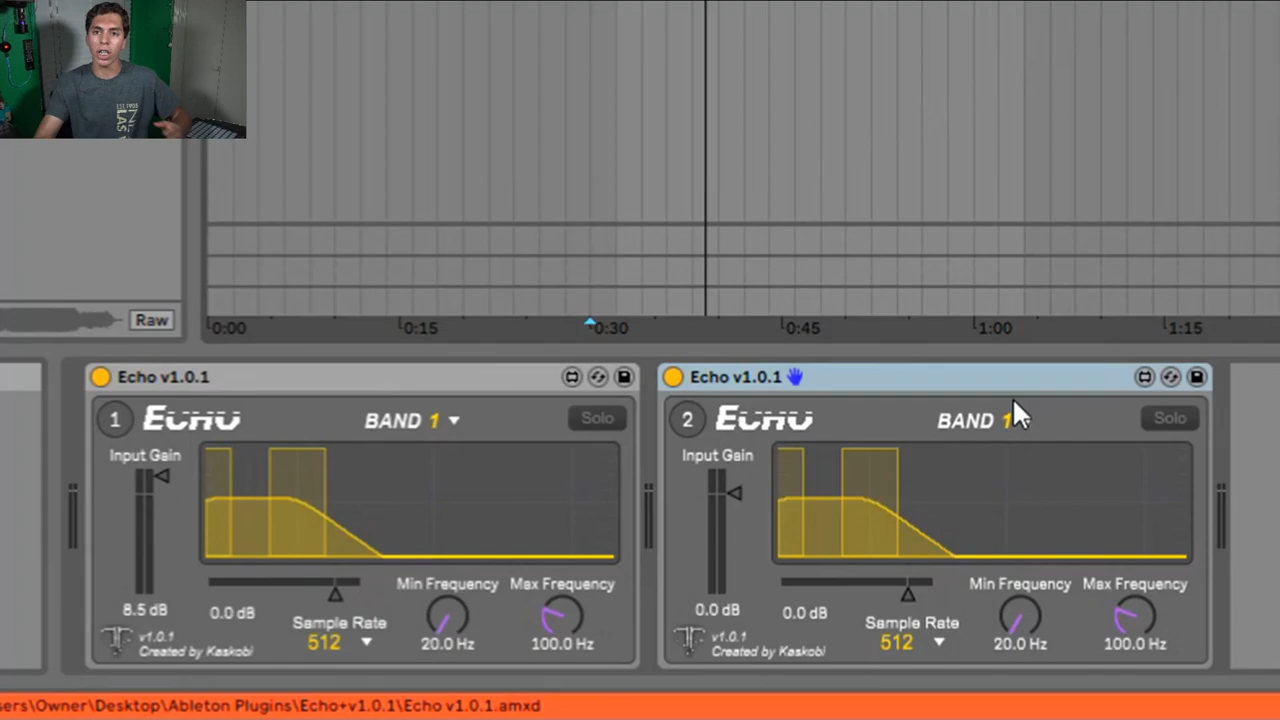 Raw
0:00 0:15 0:30 0:45 1:00 1:15
Echo v1.0.1
1 ECHO BAND 1 Solo
Input Gain
8.5 dB
0.0 dB
Sample Rate
512
Min Frequency
20.0 Hz
Max Frequency
100.0 Hz
v1.0.1
Created by Kaskobi
Echo v1.0.1
2 ECHO BAND 1 Solo
Input Gain
0.0 dB
0.0 dB
Sample Rate
512
Min Frequency
20.0 Hz
Max Frequency
100.0 Hz
v1.0.1
Created by Kaskobi
sers\Owner\Desktop\Ableton Plugins\Echo+v1.0.1\Echo v1.0.1.amxd